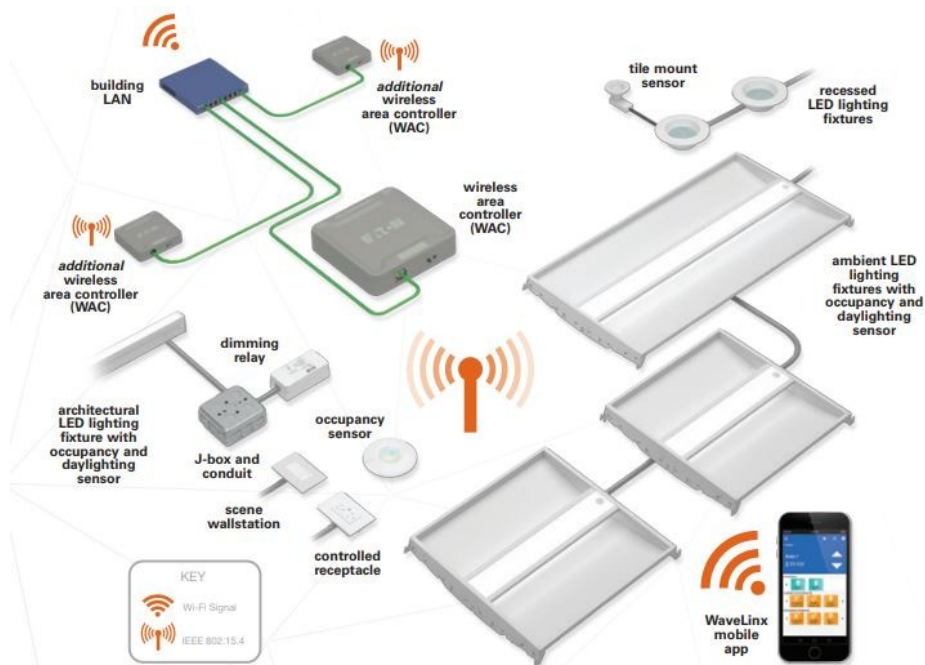 building
LAN
additional
wireless
area controller
(WAC)
tile mount
sensor
recessed
LED lighting
fixtures
wireless
area
controller
(WAC)
EATON
additional
wireless
area controller
(WAC)
ambient LED
lighting
fixtures with
occupancy and
daylighting
sensor
dimming
relay
architectural
LED lighting
fixture with
occupancy and
daylighting
sensor
J-box and
conduit
occupancy
sensor
scene
wallstation
controlled
receptacle
KEY
Wi-Fi Signal
IEEE 802.15.4
WaveLinx
mobile
app